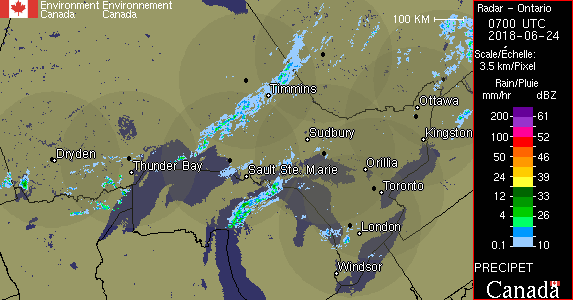 Environment Environnement
Canada Canada
100 KM
Timmins
Ottawa
Sudbury
Kingston
Dryden
Thunder Bay
Sault Ste. Marie
Orillia
Toronto
London
Windsor
Radar - Ontario
0700 UTC
2018-06-24
Scale/Échelle:
3.5 km/Pixel
Rain/Pluie
mm/hr dBZ
200 61
100 52
50 46
24 39
12 33
4 26
0.1 10
PRECIPET
Canada